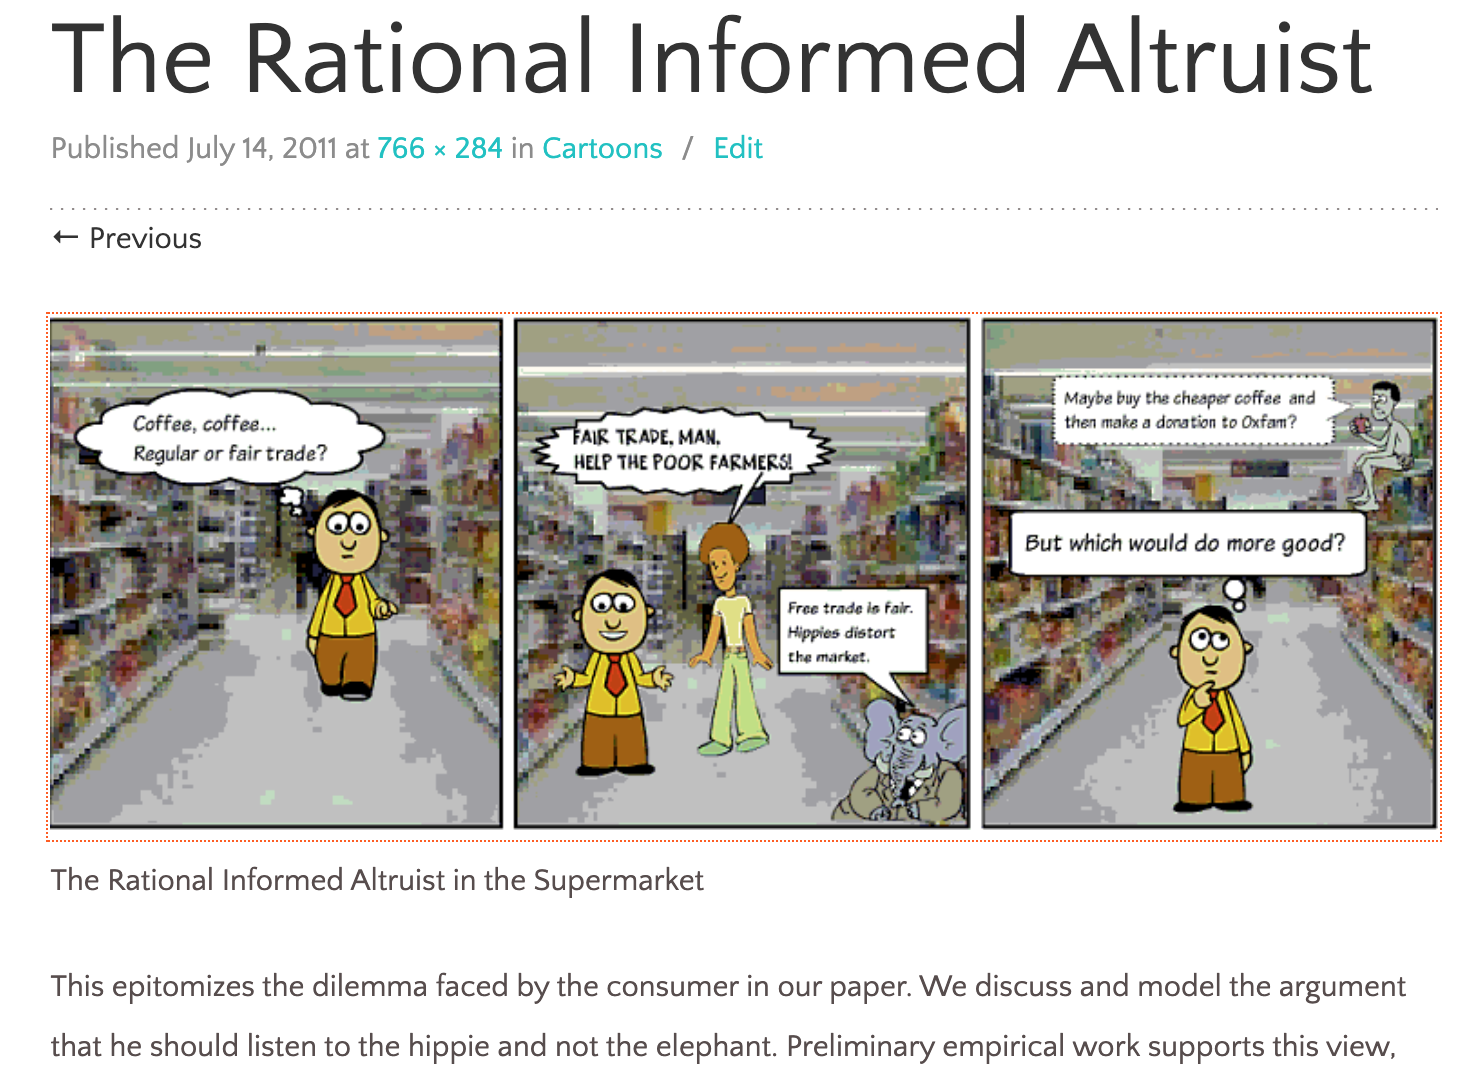 The Rational Informed Altruist
Published July 14, 2011 at 766 × 284 in Cartoons / Edit
← Previous
Coffee, coffee...
Regular or fair trade?
FAIR TRADE, MAN.
HELP THE POOR FARMERS!
Free trade is fair.
Hippies distort
the market.
Maybe buy the cheaper coffee and
then make a donation to Oxfam?
But which would do more good?
The Rational Informed Altruist in the Supermarket
This epitomizes the dilemma faced by the consumer in our paper. We discuss and model the argument
that he should listen to the hippie and not the elephant. Preliminary empirical work supports this view,